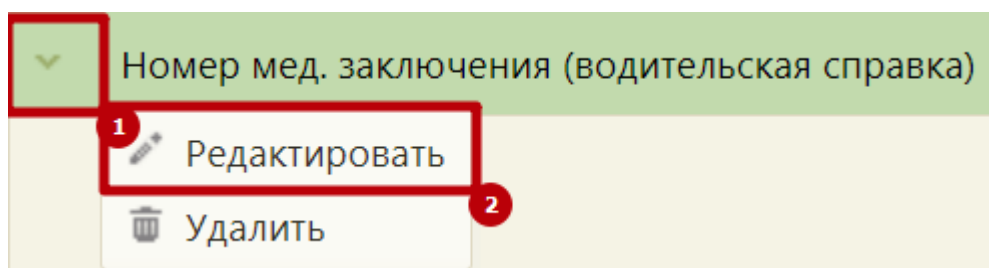 Номер мед. заключения (водительская справка)
1
Редактировать
2
Удалить